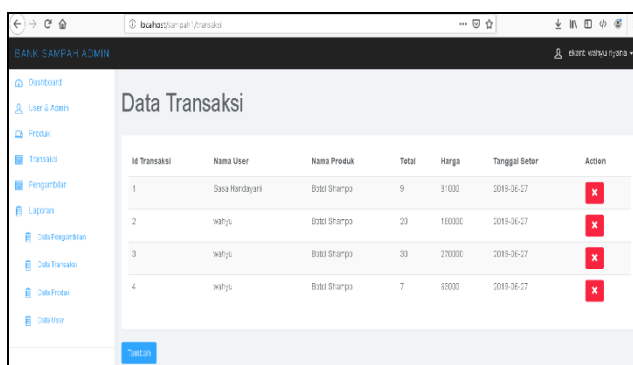 localhost/sampah1/transaksi
BANK SAMPAH ADMIN
wahyu
Dashboard
User & Admin
Produk
Transaksi
Pengambilan
Laporan
Data Pengambilan
Data Transaksi
Data Produk
Data User
Data Transaksi
Id Transaksi Nama User Nama Produk Total Harga Tanggal Setor Action
1 Sasa Handayani Botol Shampo 9 81000 2019-06-27
2 wahyu Botol Shampo 20 180000 2019-06-27
3 wahyu Botol Shampo 30 270000 2019-06-27
4 wahyu Botol Shampo 7 63000 2019-06-27
Tambah